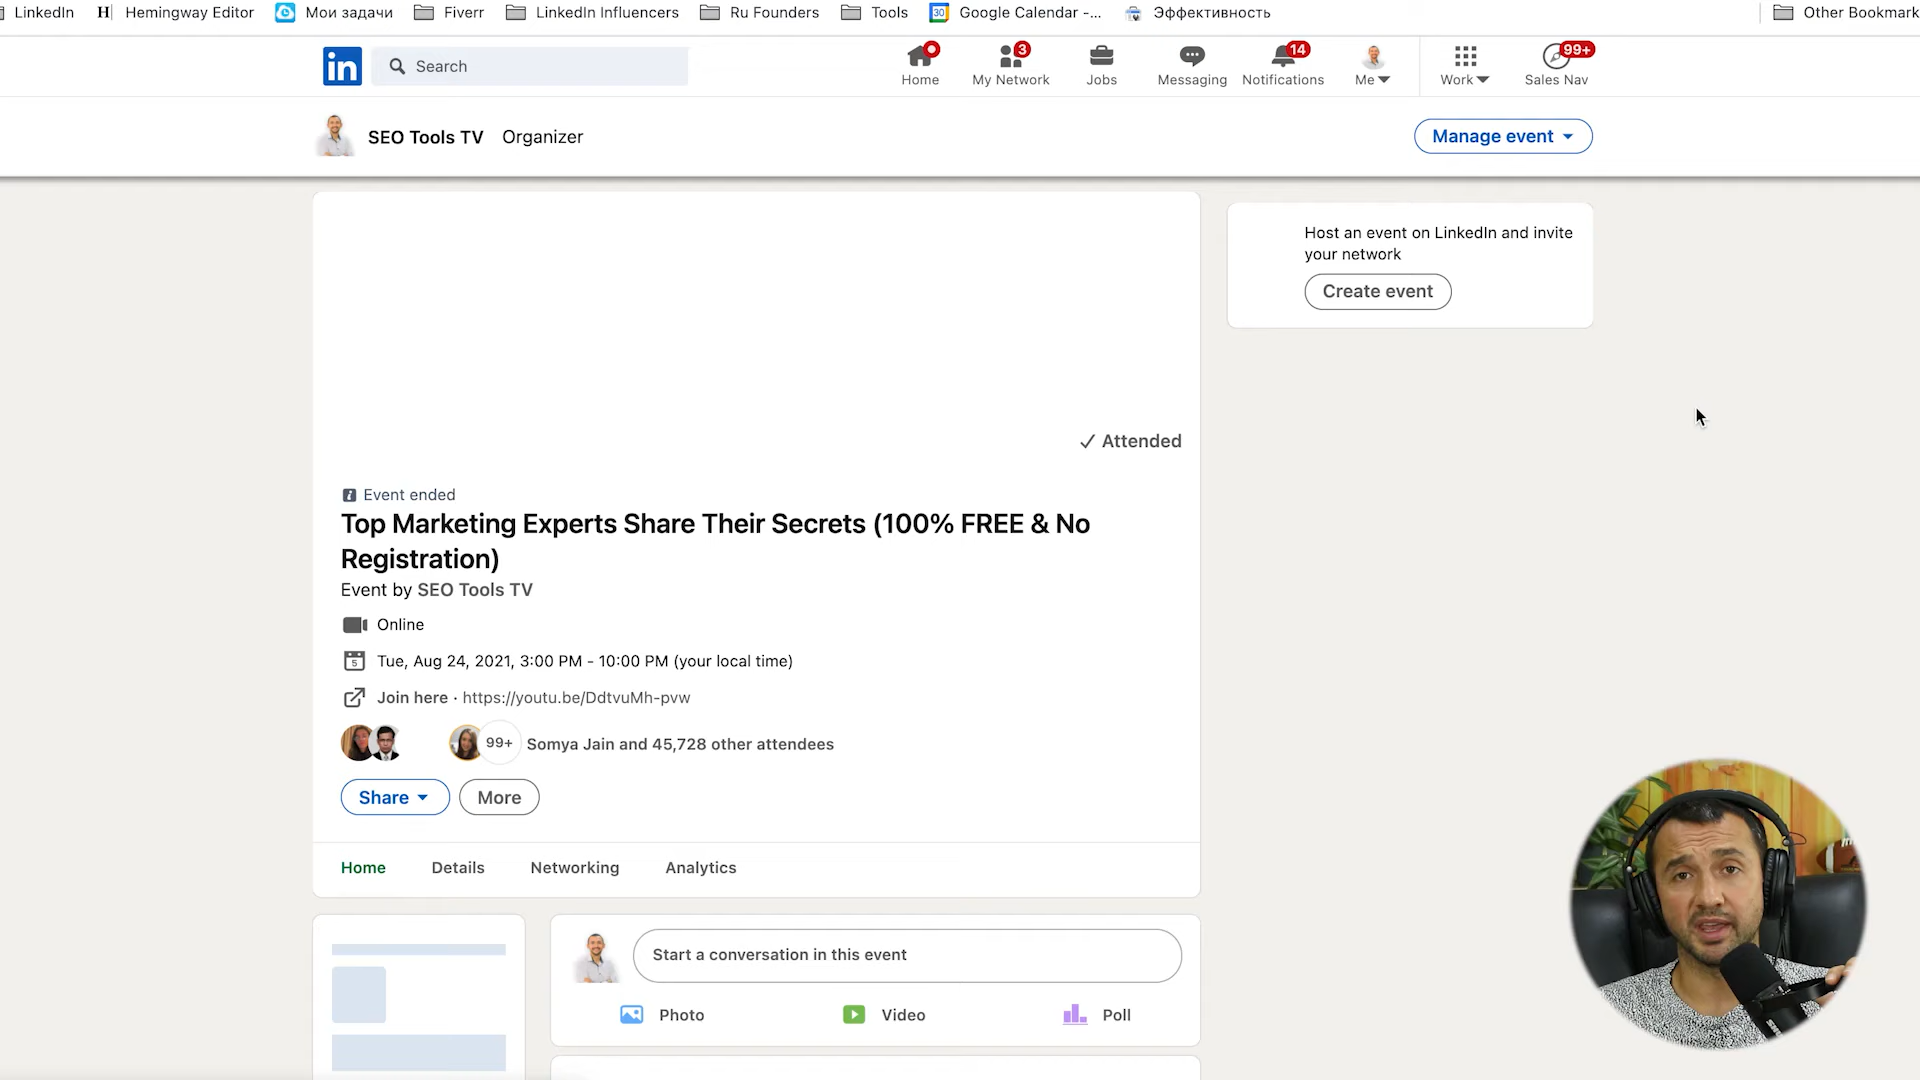 LinkedIn
H Hemingway Editor
Мои задачи
Fiverr
LinkedIn Influencers
Ru Founders
Tools
30 Google Calendar -...
Эффективность
Other Bookmark
in
Search
Home
3
My Network
Jobs
Messaging
14
Notifications
Me
Work
99+
Sales Nav
SEO Tools TV Organizer
Manage event
Host an event on LinkedIn and invite
your network
Create event
Attended
Event ended
Top Marketing Experts Share Their Secrets (100% FREE & No
Registration)
Event by SEO Tools TV
Online
5 Tue, Aug 24, 2021, 3:00 PM - 10:00 PM (your local time)
Join here · https://youtu.be/DdtvuMh-pvw
99+ Somya Jain and 45,728 other attendees
Share
More
Home
Details
Networking
Analytics
Start a conversation in this event
Photo
Video
Poll